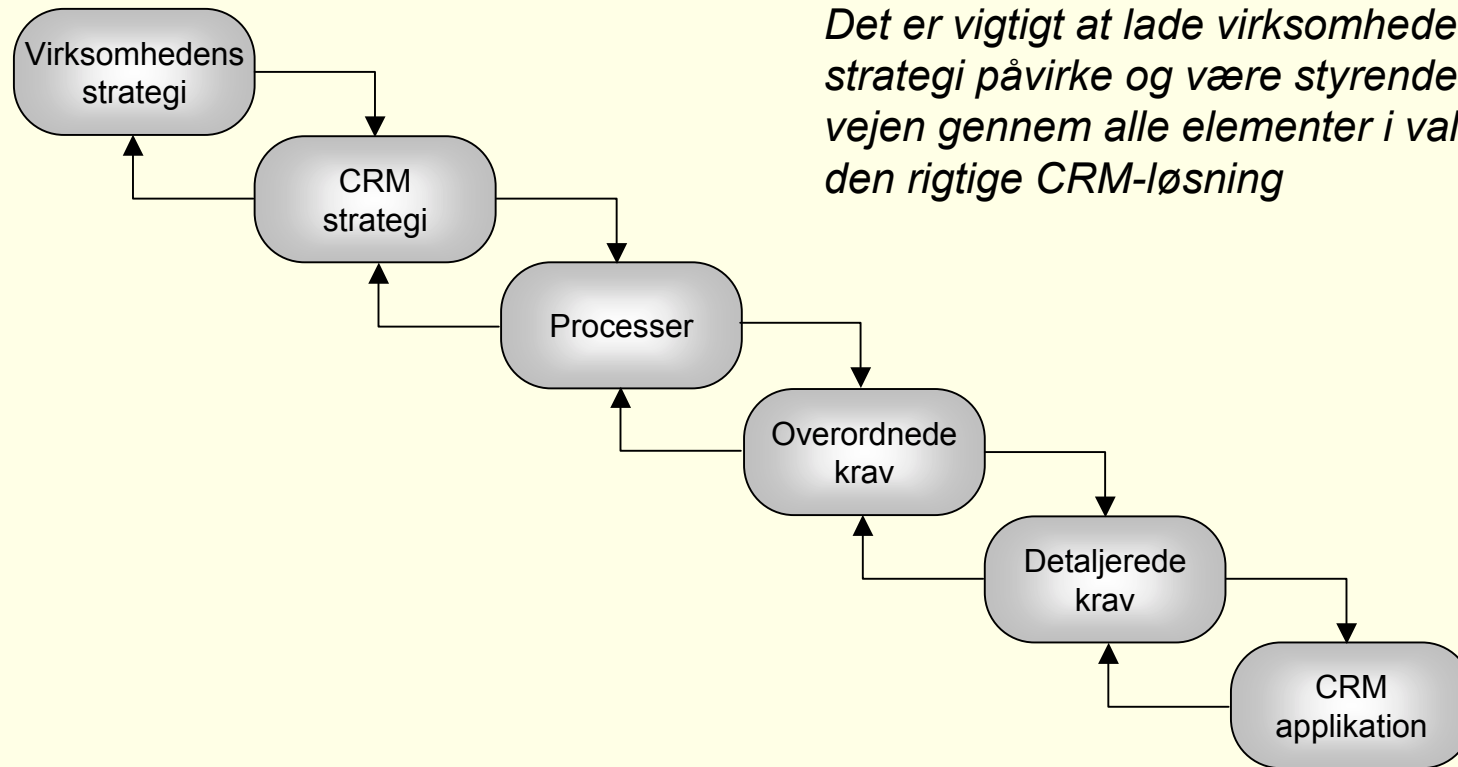 Det er vigtigt at lade virksomhede
strategi påvirke og være styrende
vejen gennem alle elementer i val
den rigtige CRM-løsning
Virksomhedens
strategi
CRM
strategi
Processer
Overordnede
krav
Detaljerede
krav
CRM
applikation